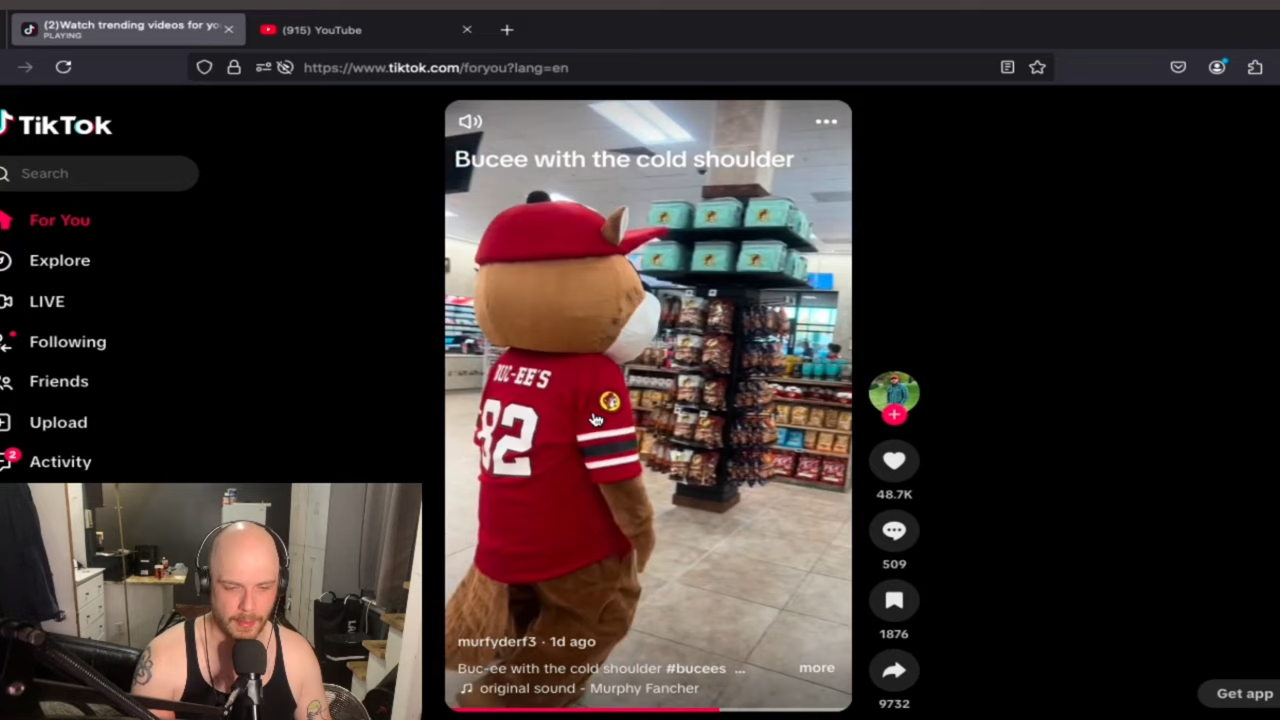 (2)Watch trending videos for yo
PLAYING
(915) YouTube
https://www.tiktok.com/foryou?lang=en
TikTok
Search
For You
Explore
LIVE
Following
Friends
Upload
2
Activity
Bucee with the cold shoulder
BUC-EE'S
82
murfyderf3 · 1d ago
Buc-ee with the cold shoulder #bucees ...
more
original sound - Murphy Fancher
48.7K
509
1876
9732
Get app